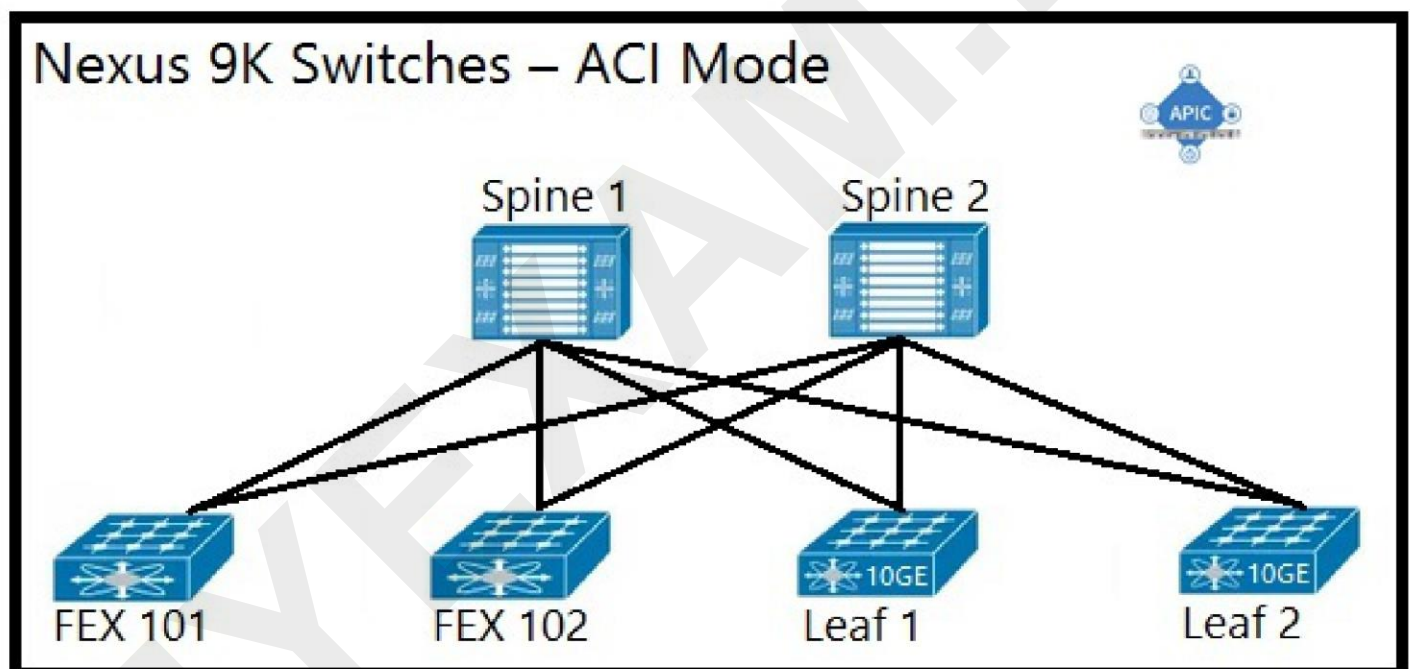 Nexus 9K Switches – ACI Mode
APIC
Spine 1
Spine 2
10GE
10GE
FEX 101
FEX 102
Leaf 1
Leaf 2